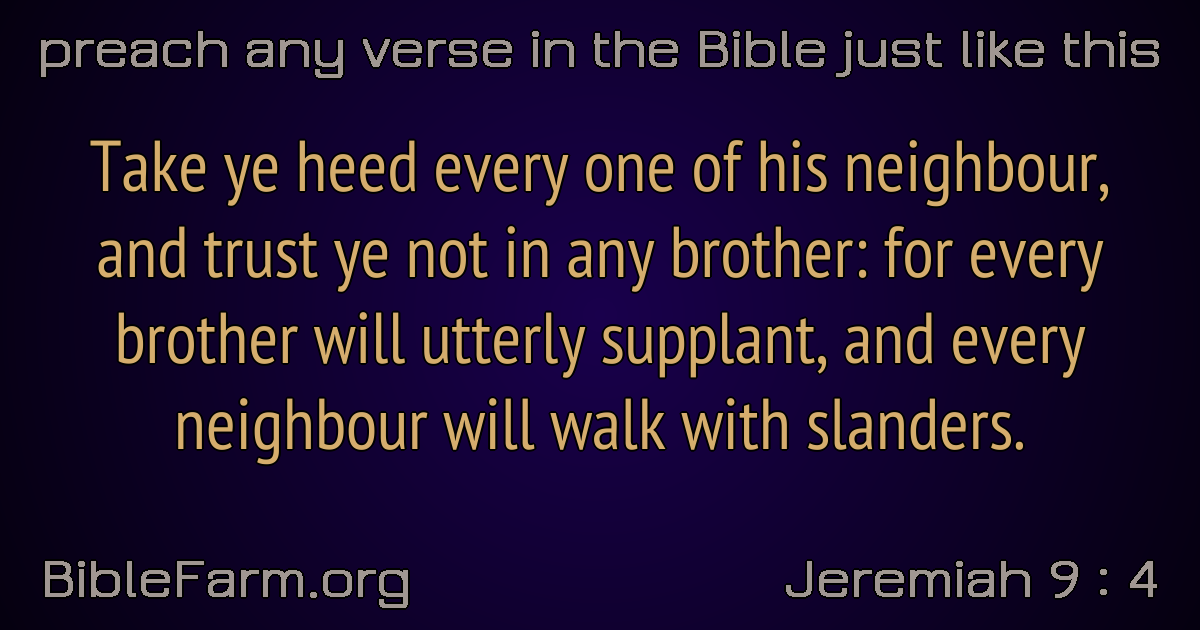 preach any verse in the Bible just like this
Take ye heed every one of his neighbour,
and trust ye not in any brother: for every
brother will utterly supplant, and every
neighbour will walk with slanders.
BibleFarm.org
Jeremiah 9 : 4